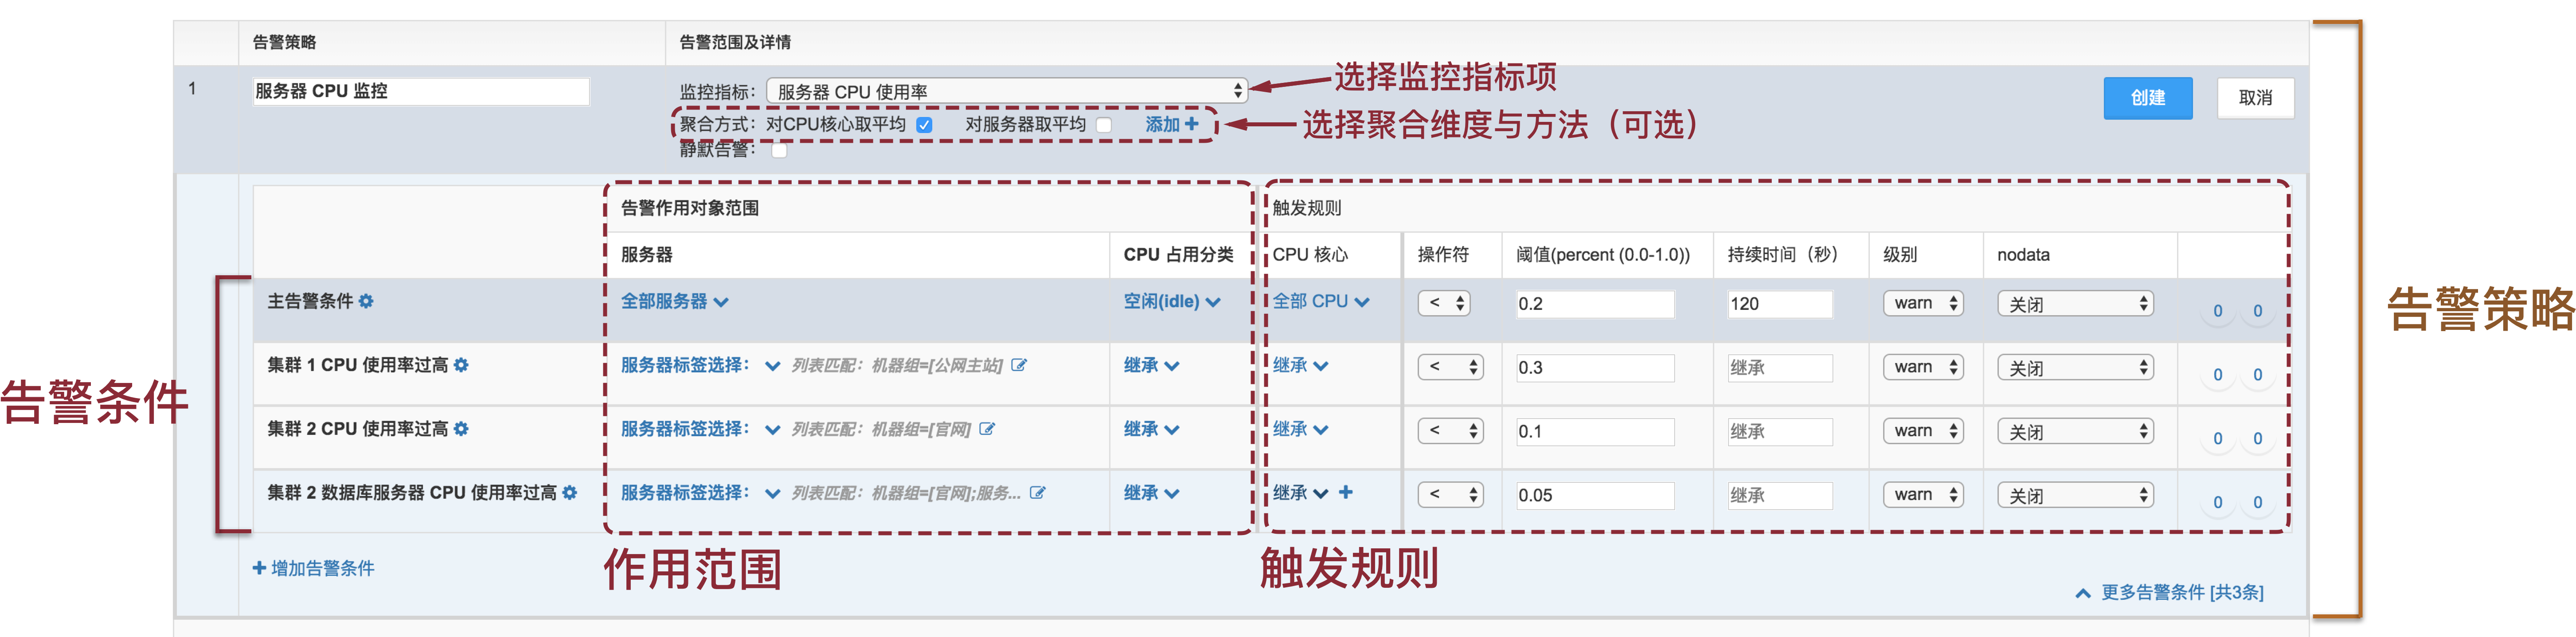 告警策略 告警范围及详情
1 服务器 CPU 监控 监控指标： 服务器 CPU 使用率 选择监控指标项 创建 取消
聚合方式： 对CPU核心取平均 对服务器取平均 添加 选择聚合维度与方法（可选）
静默告警：
告警作用对象范围 触发规则
服务器 CPU 占用分类 CPU 核心 操作符 阈值(percent (0.0-1.0)) 持续时间（秒） 级别 nodata
主告警条件 全部服务器 空闲(idle) 全部 CPU < 0.2 120 warn 关闭 0 0
告警策略
集群 1 CPU 使用率过高 服务器标签选择： 列表匹配：机器组=[公网主站] 继承 继承 < 0.3 继承 warn 关闭 0 0
告警条件
集群 2 CPU 使用率过高 服务器标签选择： 列表匹配：机器组=[官网] 继承 继承 < 0.1 继承 warn 关闭 0 0
集群 2 数据库服务器 CPU 使用率过高 服务器标签选择： 列表匹配：机器组=[官网];服务... 继承 继承 < 0.05 继承 warn 关闭 0 0
增加告警条件 作用范围 触发规则
更多告警条件 [共3条]